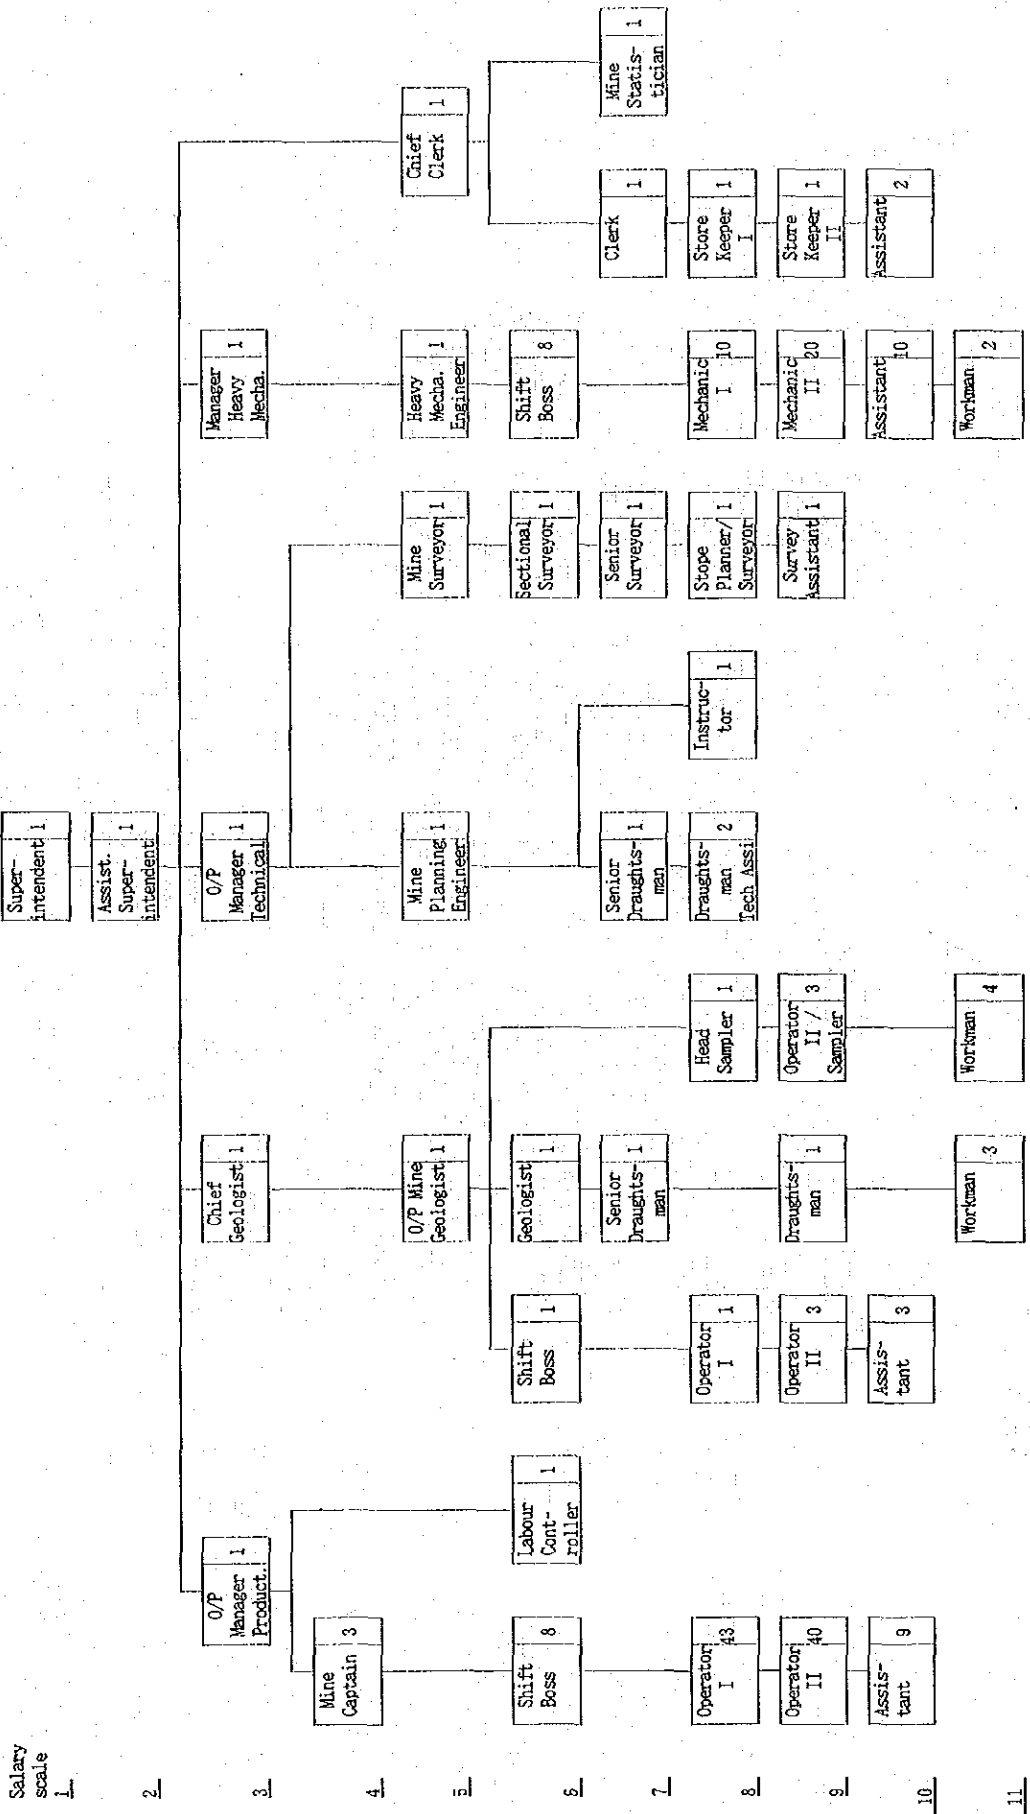 Salary
scale
1
2
3
4
5
6
7
8
9
10
11
Super-
intendent 1
Assist.
Super-
intendent 1
O/P
Manager
Product. 1
Chief
Geologist 1
O/P
Manager
Technical 1
Manager
Heavy
Mecha. 1
Mine
Captain 3
O/P Mine
Geologist 1
Mine
Planning
Engineer 1
Mine
Surveyor 1
Heavy
Mecha.
Engineer 1
Chief
Clerk 1
Shift
Boss 8
Labour
Cont-
roller 1
Shift
Boss 1
Geologist 1
Sectional
Surveyor 1
Shift
Boss 8
Senior
Draughts-
man 1
Senior
Draughts-
man 1
Senior
Surveyor 1
Clerk 1
Mine
Statis-
tician 1
Operator
I 43
Operator
I 1
Head
Sampler 1
Draughts-
man
Tech Assi 2
Instruc-
tor 1
Stope
Planner/
Surveyor 1
Mechanic
I 10
Store
Keeper
I 1
Operator
II 40
Operator
II 3
Draughts-
man 1
Operator
II /
Sampler 3
Survey
Assistant 1
Mechanic
II 20
Store
Keeper
II 1
Assis-
tant 9
Assis-
tant 3
Assistant 10
Assistant 2
Workman 3
Workman 4
Workman 2